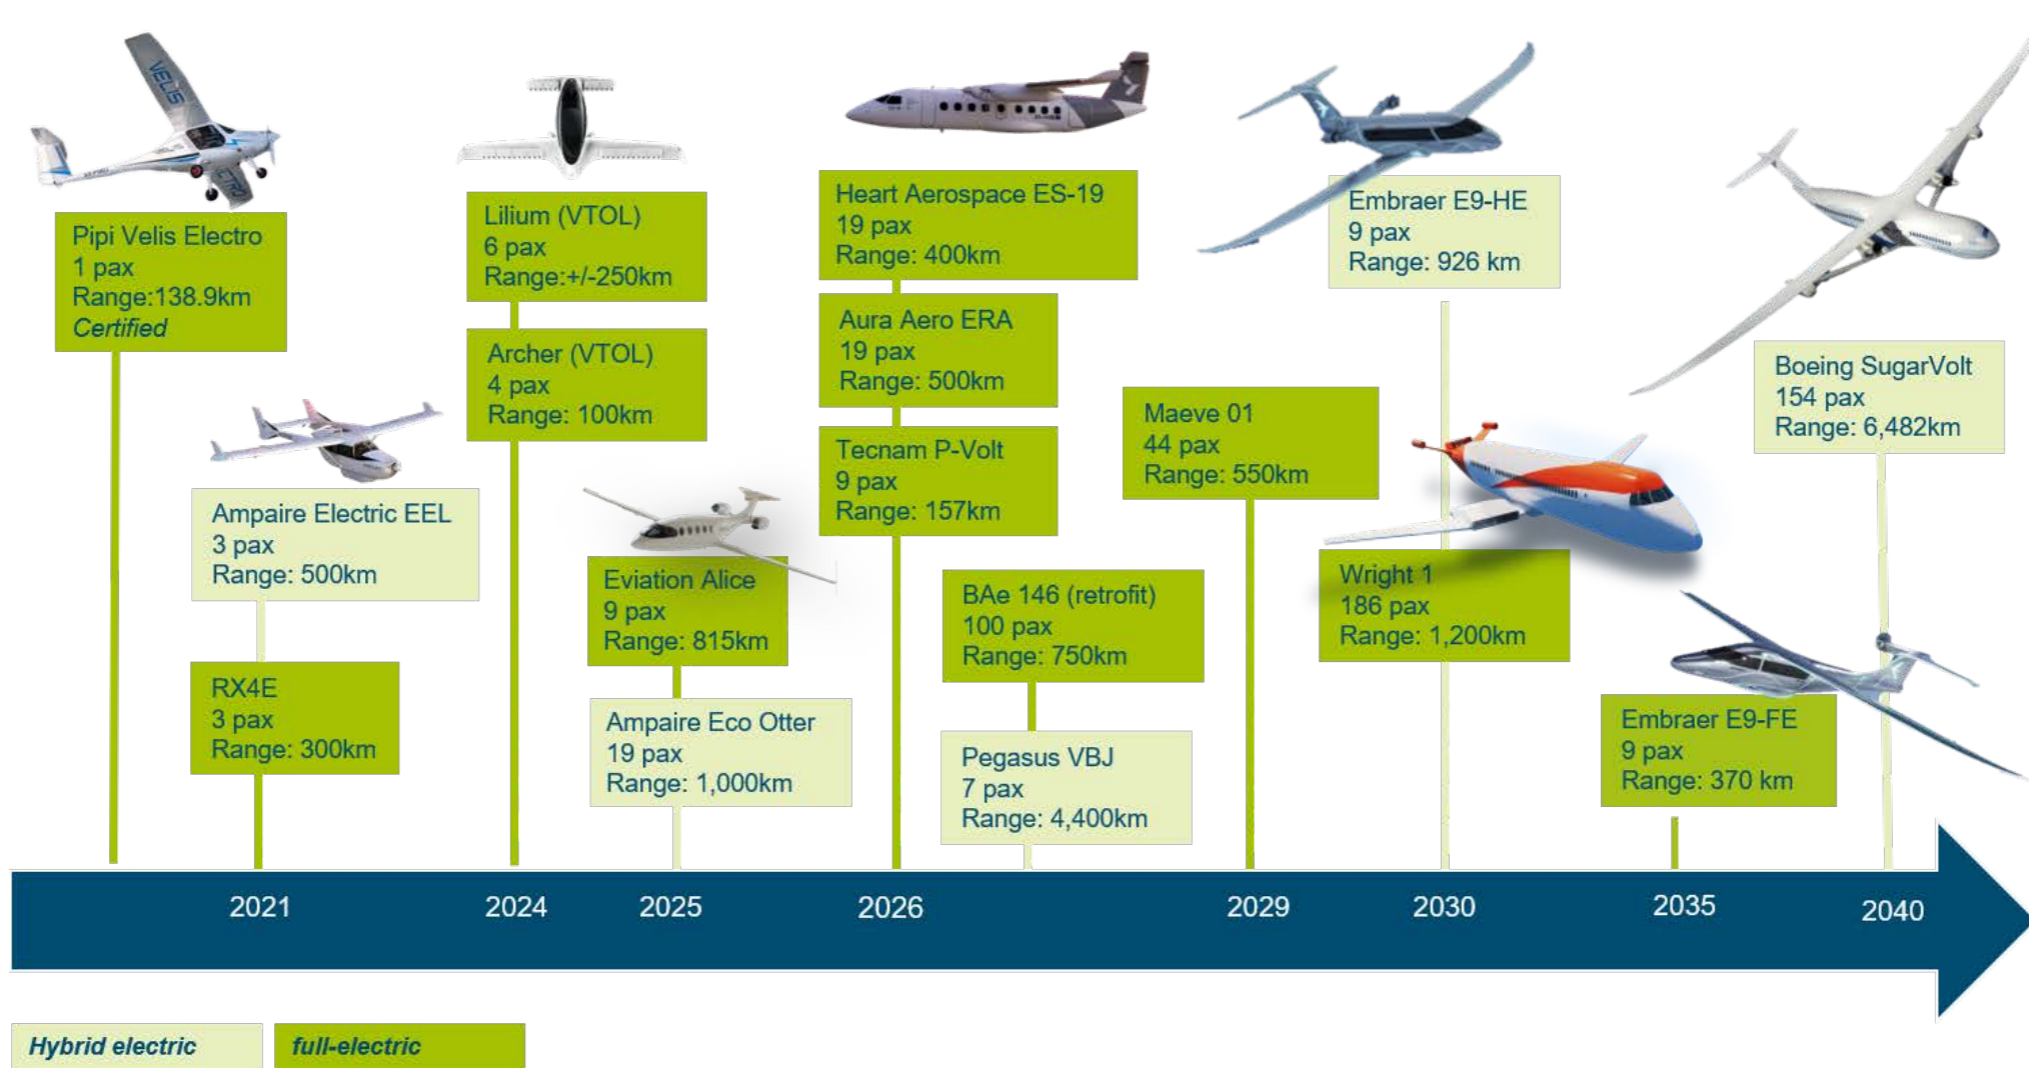 VELIS
CTRO
Pipi Velis Electro
1 pax
Range:138.9km
Certified
Ampaire Electric EEL
3 pax
Range: 500km
RX4E
3 pax
Range: 300km
Lilium (VTOL)
6 pax
Range:+/-250km
Archer (VTOL)
4 pax
Range: 100km
Eviation Alice
9 pax
Range: 815km
Ampaire Eco Otter
19 pax
Range: 1,000km
Heart Aerospace ES-19
19 pax
Range: 400km
Aura Aero ERA
19 pax
Range: 500km
Tecnam P-Volt
9 pax
Range: 157km
BAe 146 (retrofit)
100 pax
Range: 750km
Pegasus VBJ
7 pax
Range: 4,400km
Maeve 01
44 pax
Range: 550km
Embraer E9-HE
9 pax
Range: 926 km
Wright 1
186 pax
Range: 1,200km
Embraer E9-FE
9 pax
Range: 370 km
Boeing SugarVolt
154 pax
Range: 6,482km
2021
2024
2025
2026
2029
2030
2035
2040
Hybrid electric
full-electric